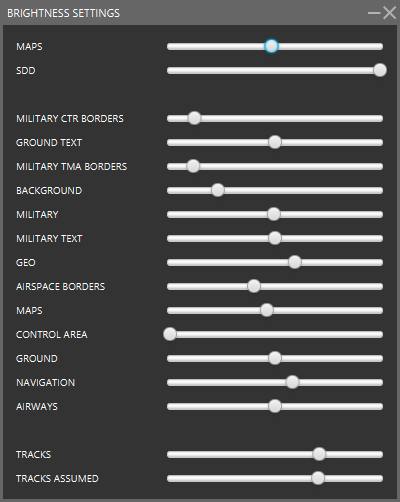 BRIGHTNESS SETTINGS
MAPS
SDD
MILITARY CTR BORDERS
GROUND TEXT
MILITARY TMA BORDERS
BACKGROUND
MILITARY
MILITARY TEXT
GEO
AIRSPACE BORDERS
MAPS
CONTROL AREA
GROUND
NAVIGATION
AIRWAYS
TRACKS
TRACKS ASSUMED